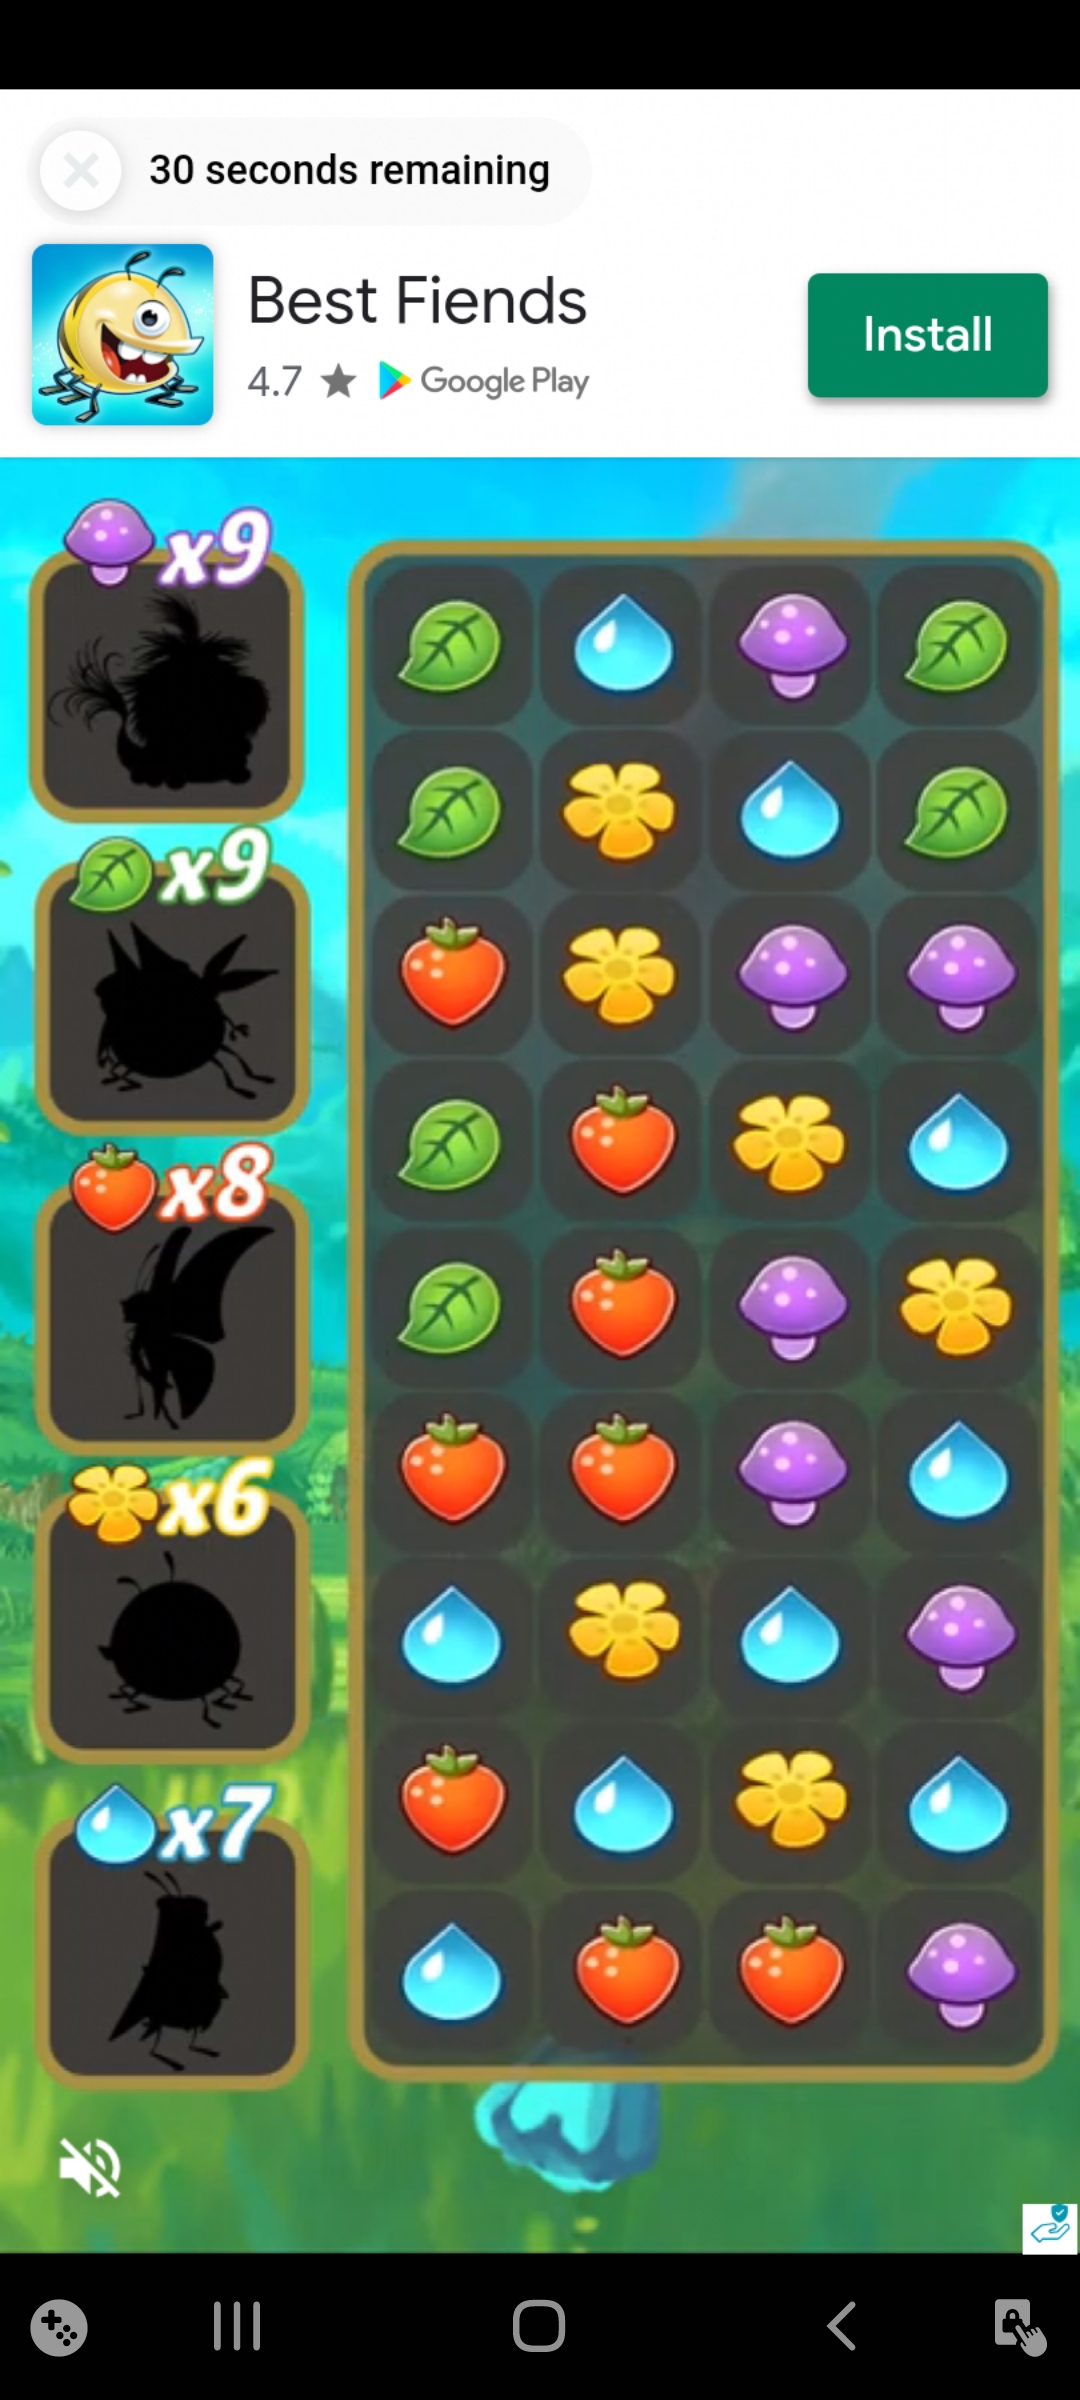 30 seconds remaining
Best Fiends
4.7 ★ Google Play
Install
x9
x9
x8
x6
x7